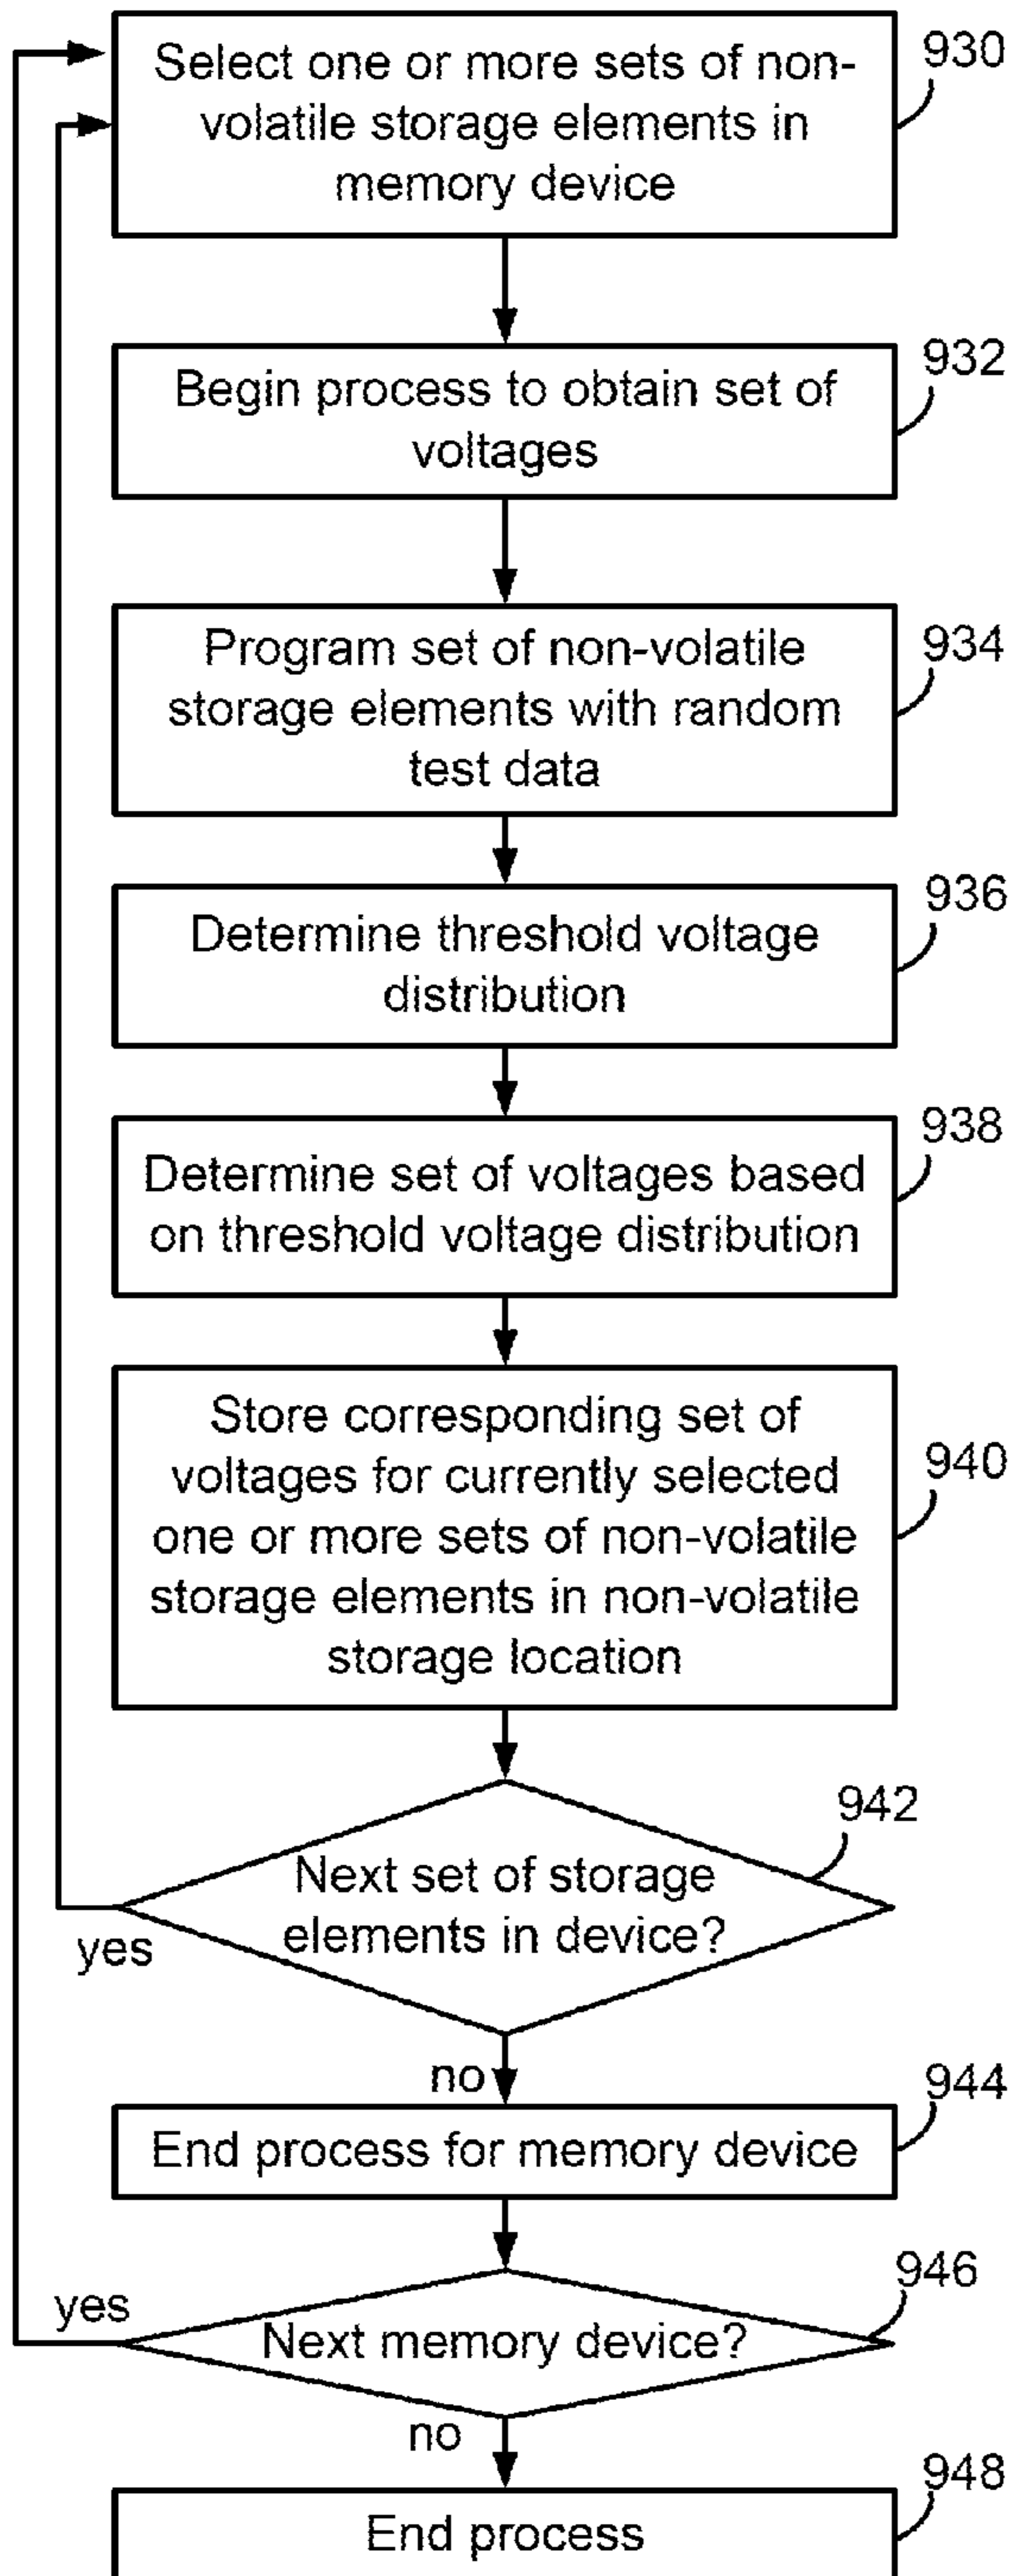 Select one or more sets of non-
volatile storage elements in
memory device
930
Begin process to obtain set of
voltages
932
Program set of non-volatile
storage elements with random
test data
934
Determine threshold voltage
distribution
936
Determine set of voltages based
on threshold voltage distribution
938
Store corresponding set of
voltages for currently selected
one or more sets of non-volatile
storage elements in non-volatile
storage location
940
Next set of storage
elements in device?
942
yes
no
End process for memory device
944
Next memory device?
946
yes
no
End process
948